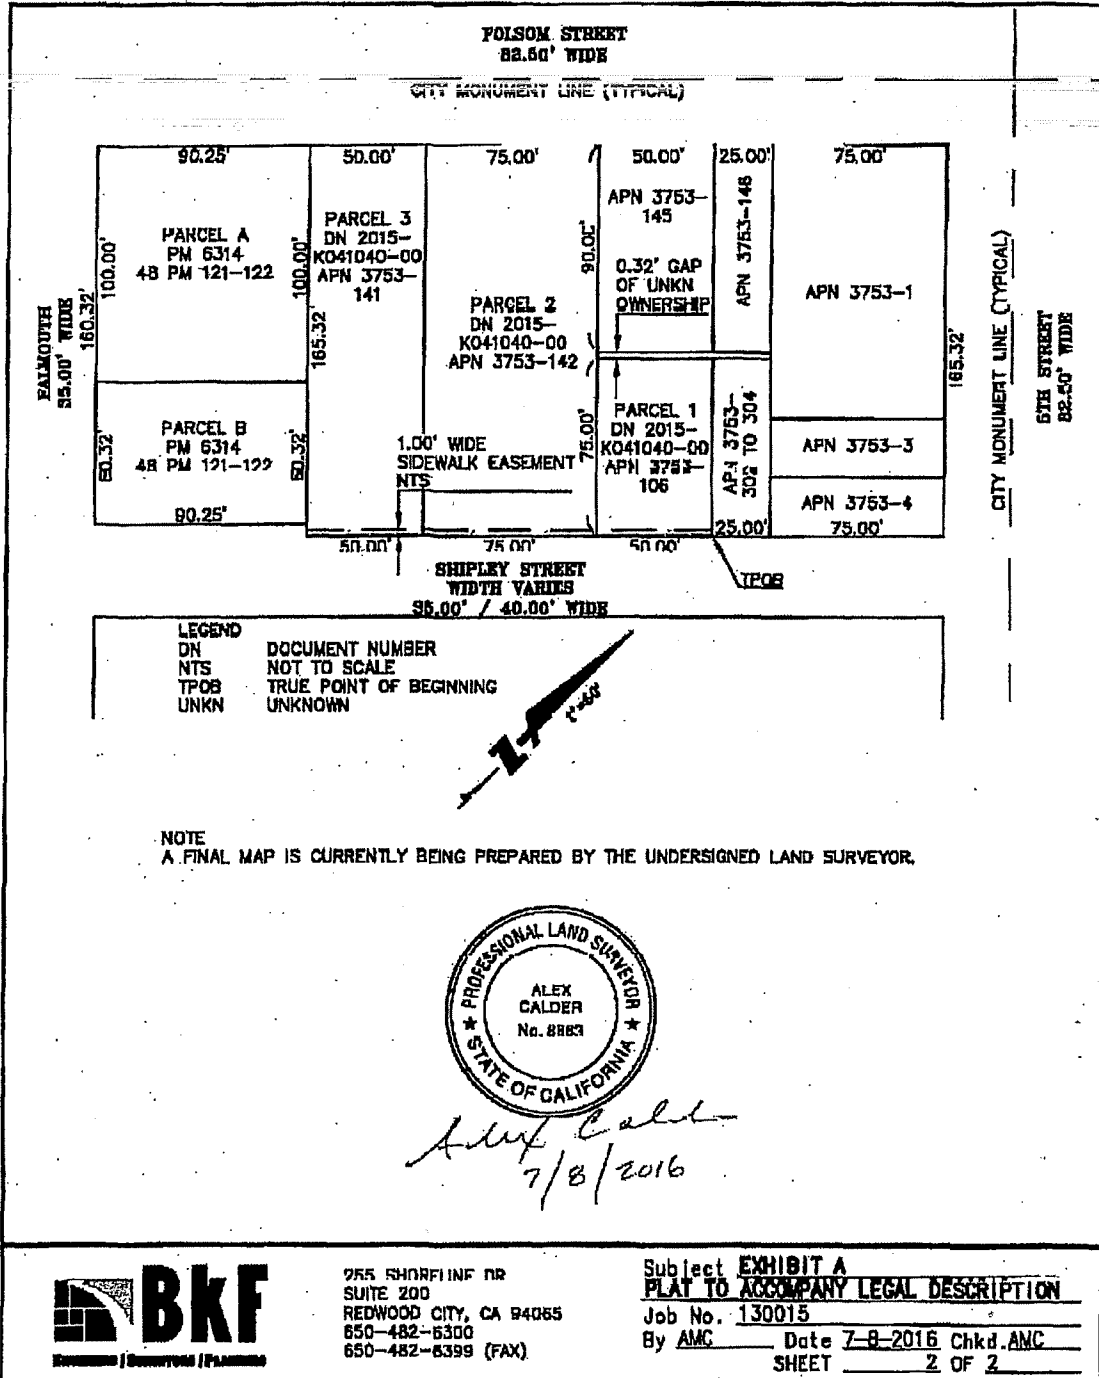 FOLSOM STREET
82.50' WIDE
CITY MONUMENT LINE (TYPICAL)
90.25'
50.00'
75.00'
50.00'
25.00'
75.00'
PARCEL A
PM 6314
48 PM 121-122
100.00'
100.00'
160.32'
FALMOUTH
35.00' WIDE
PARCEL B
PM 6314
48 PM 121-122
60.32'
60.32'
90.25'
PARCEL 3
DN 2015-
K041040-00
APN 3753-
141
165.32'
PARCEL 2
DN 2015-
K041040-00
APN 3753-142
90.00'
75.00'
APN 3753-
145
0.32' GAP
OF UNKN
OWNERSHIP
PARCEL 1
DN 2015-
K041040-00
APN 3753-
106
APN 3753-146
APN 3753-
302 TO 304
APN 3753-1
APN 3753-3
APN 3753-4
165.32'
CITY MONUMENT LINE (TYPICAL)
5TH STREET
82.50' WIDE
1.00' WIDE
SIDEWALK EASEMENT
NTS
50.00'
75.00'
50.00'
25.00'
75.00'
TPOB
SHIPLEY STREET
WIDTH VARIES
35.00' / 40.00' WIDE
LEGEND
DN DOCUMENT NUMBER
NTS NOT TO SCALE
TPOB TRUE POINT OF BEGINNING
UNKN UNKNOWN
NOTE
A FINAL MAP IS CURRENTLY BEING PREPARED BY THE UNDERSIGNED LAND SURVEYOR.
PROFESSIONAL LAND SURVEYOR
ALEX
CALDER
No. 8863
STATE OF CALIFORNIA
Alex Calder
7/8/2016
BKF
ENGINEERS / SURVEYORS / PLANNERS
255 SHORELINE DR
SUITE 200
REDWOOD CITY, CA 94065
650-482-6300
650-482-6399 (FAX)
Subject EXHIBIT A
PLAT TO ACCOMPANY LEGAL DESCRIPTION
Job No. 130015
By AMC Date 7-8-2016 Chkd. AMC
SHEET 2 OF 2